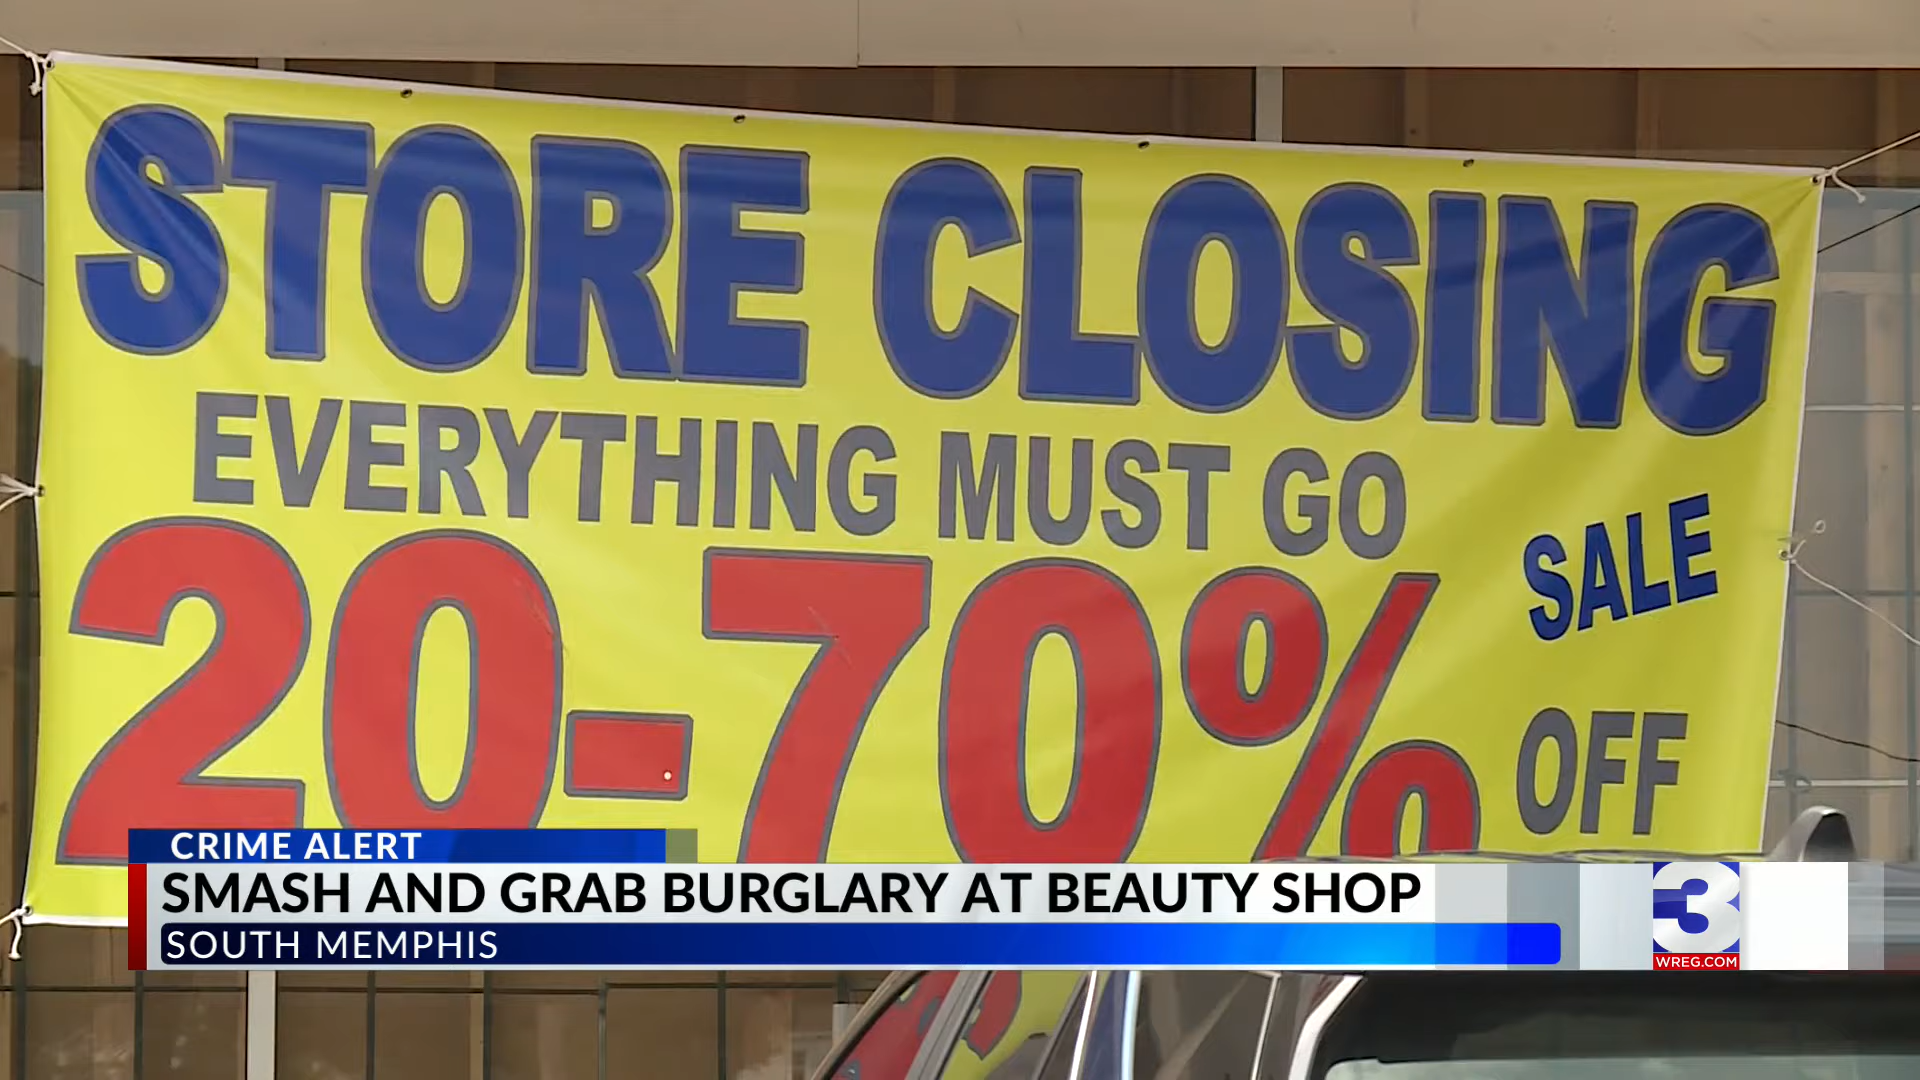 STORE CLOSING
EVERYTHING MUST GO
20-70%
SALE
OFF
CRIME ALERT
SMASH AND GRAB BURGLARY AT BEAUTY SHOP
SOUTH MEMPHIS
3
WREG.COM